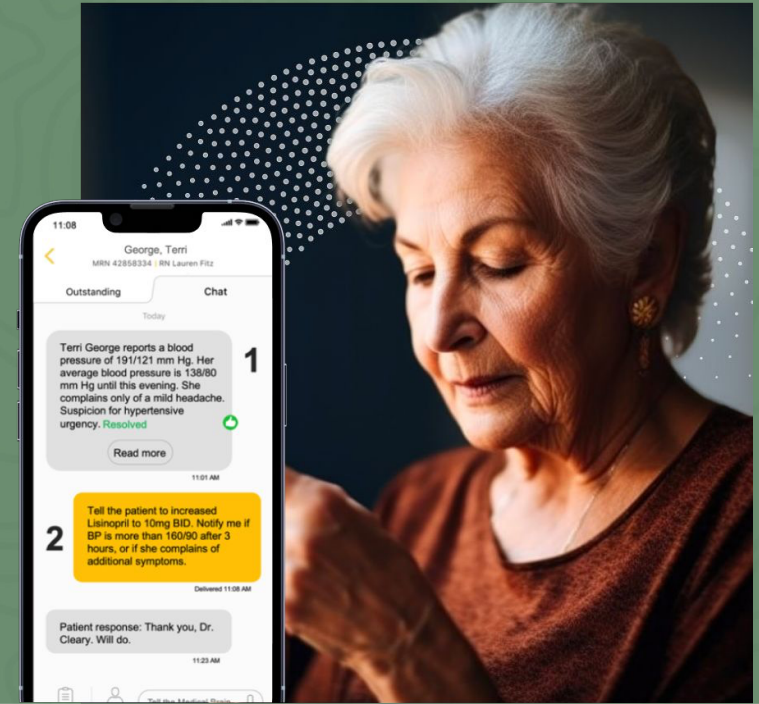 11:08
George, Terri
MRN 42858334 | RN Lauren Fitz
Outstanding
Chat
Today
Terri George reports a blood
pressure of 191/121 mm Hg. Her
average blood pressure is 138/80
mm Hg until this evening. She
complains only of a mild headache.
Suspicion for hypertensive
urgency. Resolved
1
Read more
11:01 AM
2
Tell the patient to increased
Lisinopril to 10mg BID. Notify me if
BP is more than 160/90 after 3
hours, or if she complains of
additional symptoms.
Delivered 11:08 AM
Patient response: Thank you, Dr.
Cleary. Will do.
11:23 AM
Tell the Medical Brain